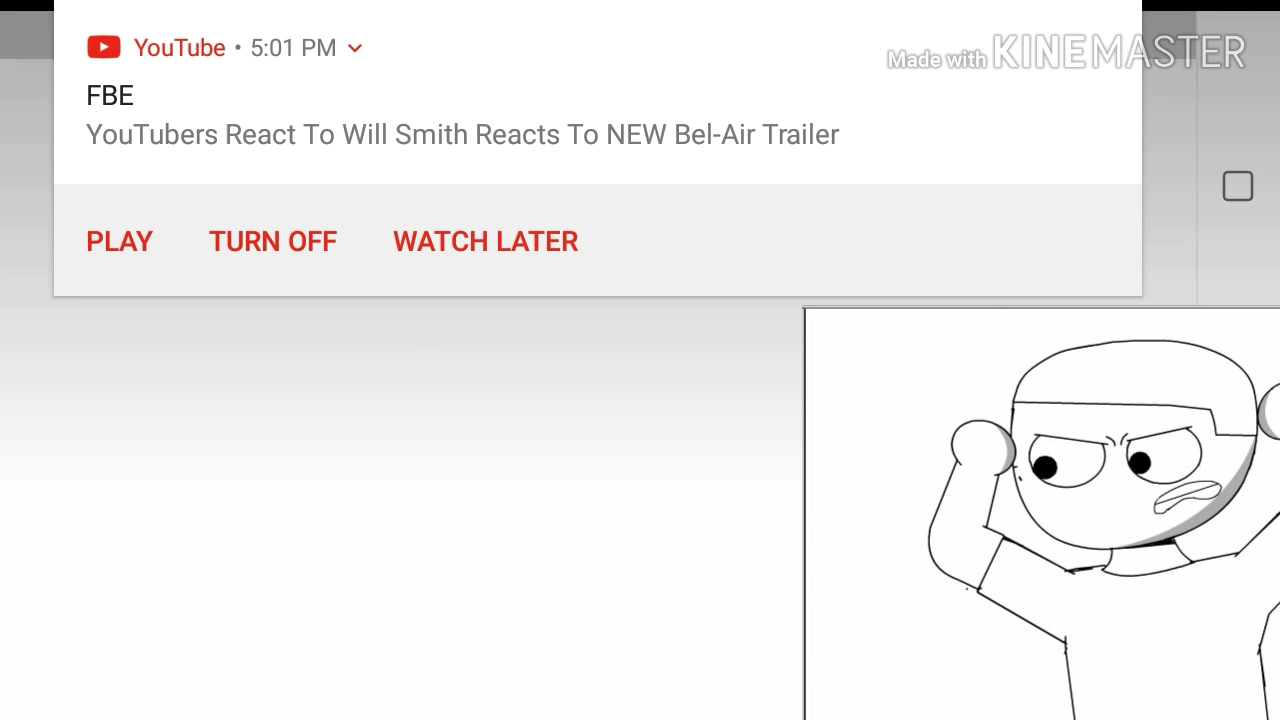 YouTube • 5:01 PM
Made with KINEMASTER
FBE
YouTubers React To Will Smith Reacts To NEW Bel-Air Trailer
PLAY TURN OFF WATCH LATER